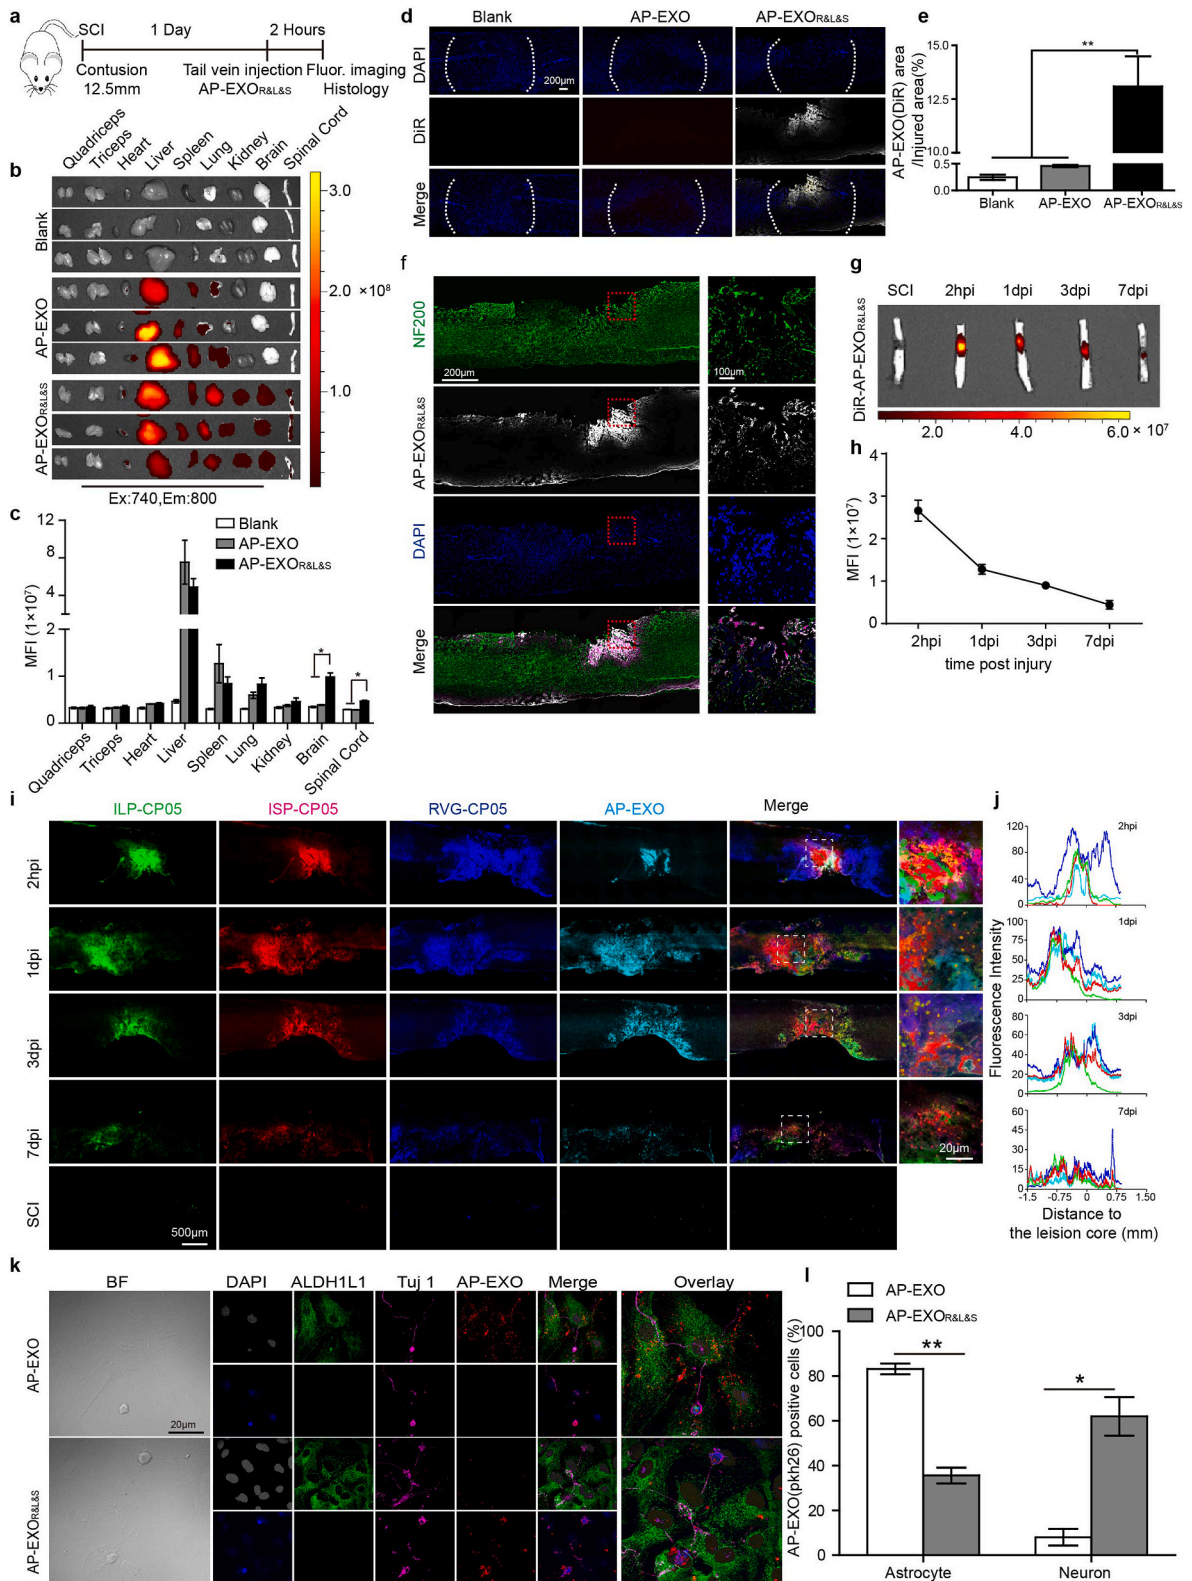 a
SCI
1 Day
2 Hours
Contusion
12.5mm
Tail vein injection
AP-EXOR&L&S
Fluor. imaging
Histology
b
Quadriceps
Triceps
Heart
Liver
Spleen
Lung
Kidney
Brain
Spinal Cord
Blank
AP-EXO
AP-EXOR&L&S
3.0
2.0 ×10⁸
1.0
Ex:740,Em:800
c
Blank
AP-EXO
AP-EXOR&L&S
MFI (1×10⁷)
12
8
4
2
1
0
*
*
Quadriceps
Triceps
Heart
Liver
Spleen
Lung
Kidney
Brain
Spinal Cord
d
Blank
AP-EXO
AP-EXOR&L&S
DAPI
200μm
200μm
DiR
Merge
e
AP-EXO(DiR) area
/Injured area(%)
15.0
12.5
10.0
0.5
0.0
**
Blank
AP-EXO
AP-EXOR&L&S
f
NF200
200μm
100μm
AP-EXOR&L&S
DAPI
Merge
g
SCI
2hpi
1dpi
3dpi
7dpi
DiR-AP-EXOR&L&S
2.0
4.0
6.0 × 10⁷
h
MFI (1×10⁷)
4
3
2
1
0
2hpi
1dpi
3dpi
7dpi
time post injury
i
ILP-CP05
ISP-CP05
RVG-CP05
AP-EXO
Merge
2hpi
1dpi
3dpi
7dpi
SCI
20μm
500μm
j
Fluorescence Intensity
2hpi
120
80
40
0
1dpi
100
75
50
25
0
3dpi
80
60
40
20
0
7dpi
60
45
30
15
0
-1.5
-0.75
0
0.75
1.50
Distance to
the leision core (mm)
k
BF
DAPI
ALDH1L1
Tuj 1
AP-EXO
Merge
Overlay
AP-EXO
20μm
AP-EXOR&L&S
l
AP-EXO
AP-EXOR&L&S
AP-EXO(pkh26) positive cells (%)
100
80
60
40
20
0
**
*
Astrocyte
Neuron